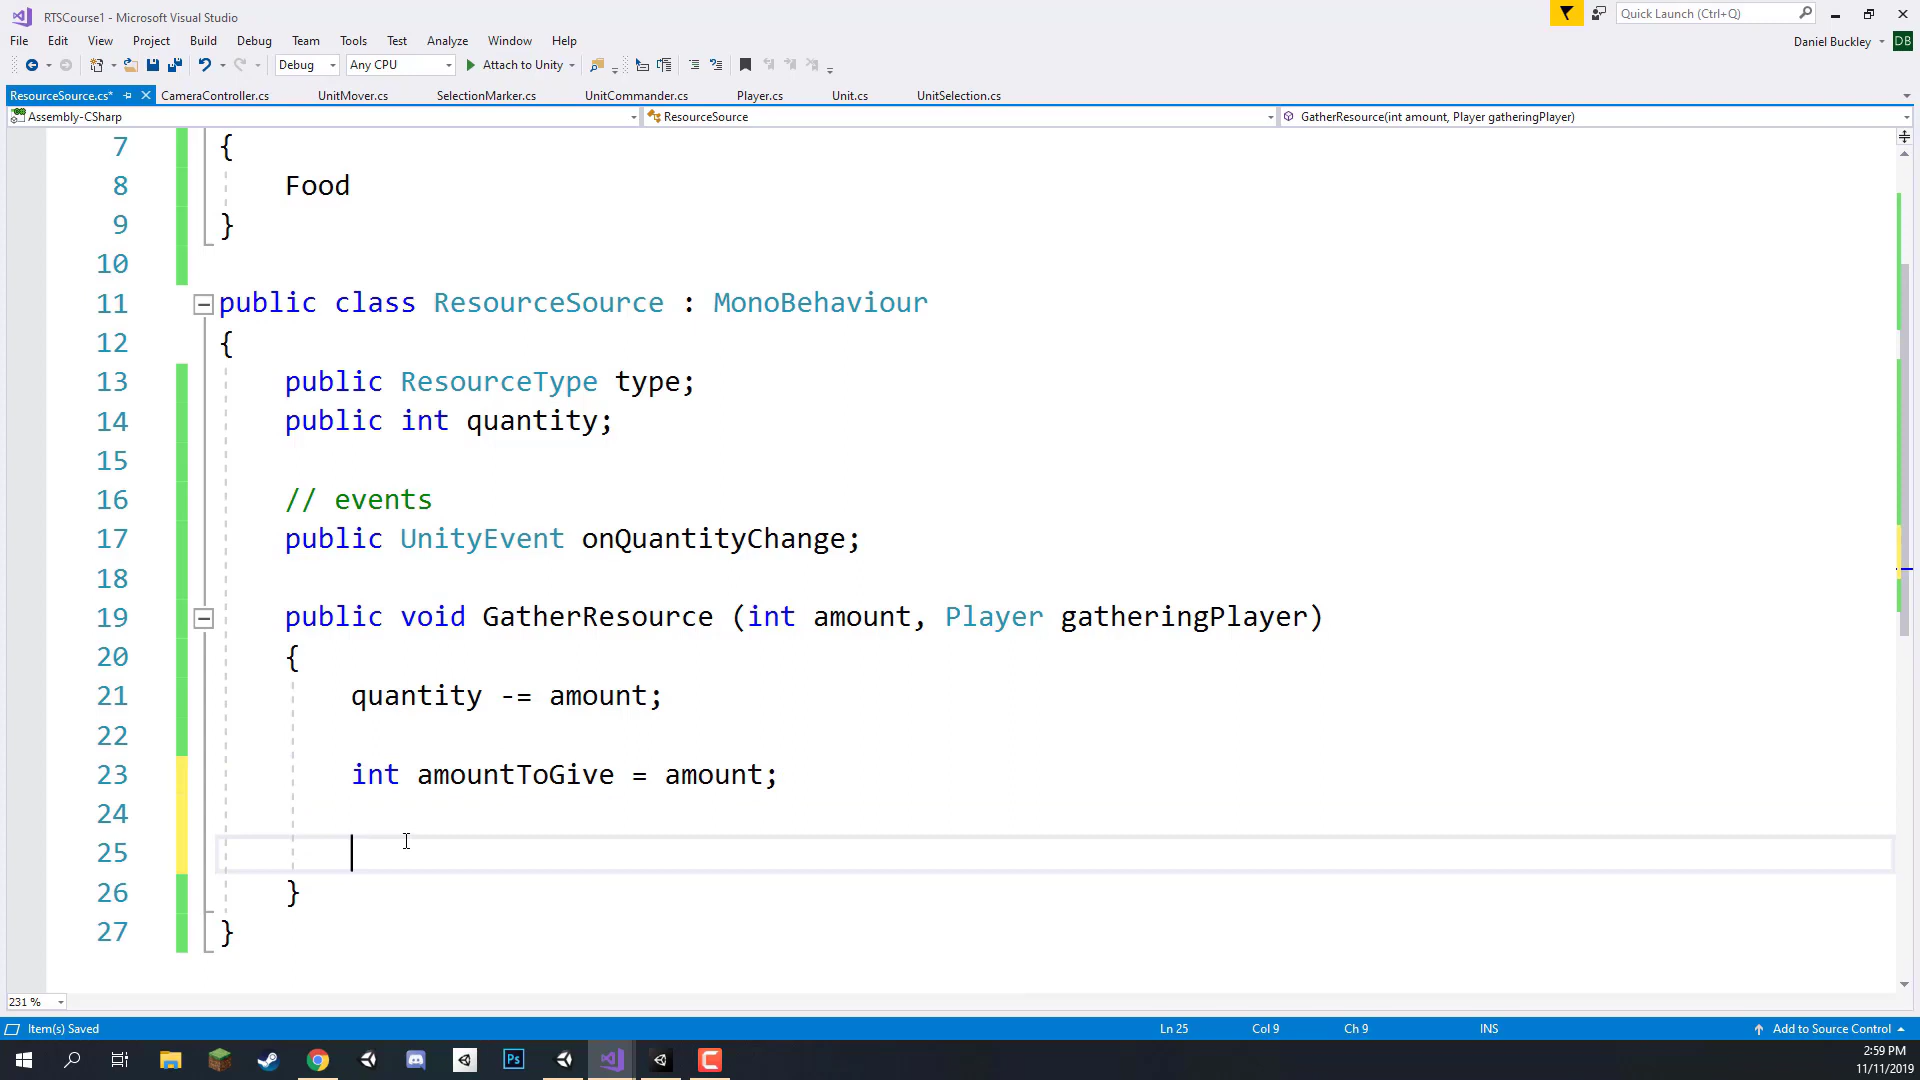 RTSCourse1 - Microsoft Visual Studio
Quick Launch (Ctrl+Q)
File Edit View Project Build Debug Team Tools Test Analyze Window Help
Daniel Buckley DB
Debug Any CPU Attach to Unity
ResourceSource.cs* CameraController.cs UnitMover.cs SelectionMarker.cs UnitCommander.cs Player.cs Unit.cs UnitSelection.cs
Assembly-CSharp ResourceSource GatherResource(int amount, Player gatheringPlayer)
7 {
8 Food
9 }
10
11 public class ResourceSource : MonoBehaviour
12 {
13 public ResourceType type;
14 public int quantity;
15
16 // events
17 public UnityEvent onQuantityChange;
18
19 public void GatherResource (int amount, Player gatheringPlayer)
20 {
21 quantity -= amount;
22
23 int amountToGive = amount;
24
25
26 }
27 }
231 %
Item(s) Saved Ln 25 Col 9 Ch 9 INS Add to Source Control
Ps
2:59 PM
11/11/2019